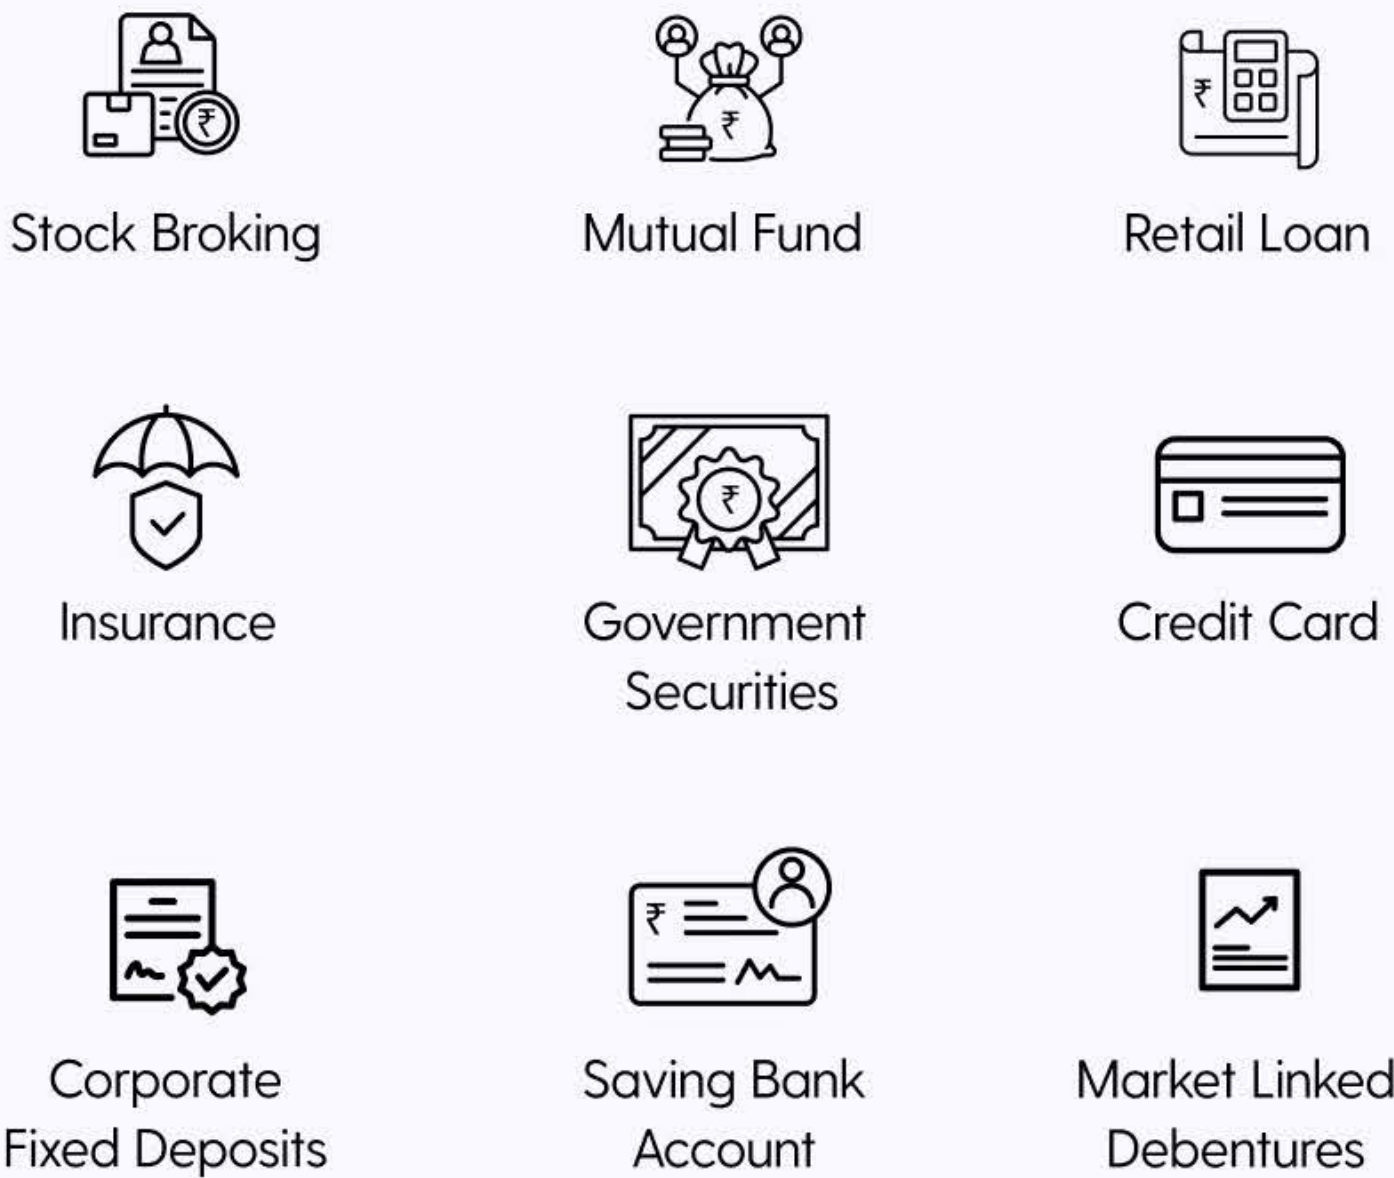 ₹
₹
₹
Stock Broking
Mutual Fund
Retail Loan
₹
Insurance
Government
Securities
Credit Card
₹
Corporate
Fixed Deposits
Saving Bank
Account
Market Linked
Debentures